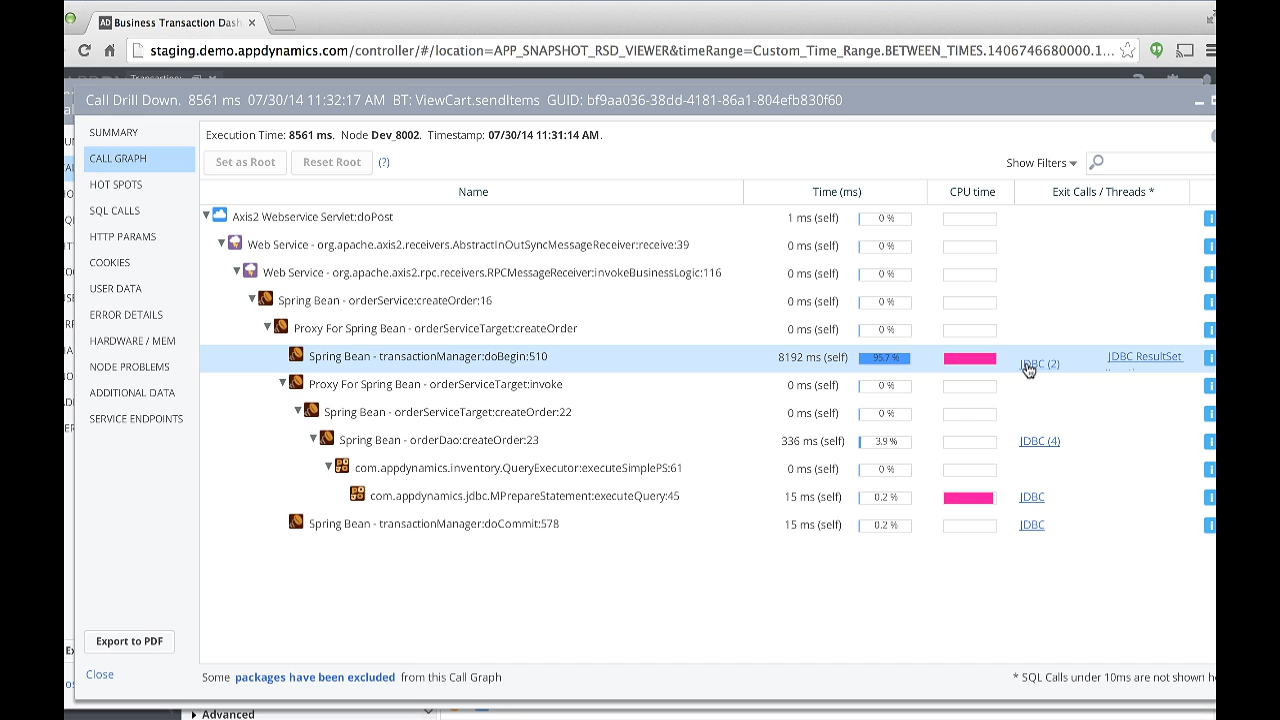 AD Business Transaction Dash
staging.demo.appdynamics.com/controller/#/location=APP_SNAPSHOT_RSD_VIEWER&timeRange=Custom_Time_Range.BETWEEN_TIMES.1406746680000.1...
Call Drill Down. 8561 ms 07/30/14 11:32:17 AM BT: ViewCart.sendItems GUID: bf9aa036-38dd-4181-86a1-804efb830f60
SUMMARY
CALL GRAPH
HOT SPOTS
SQL CALLS
HTTP PARAMS
COOKIES
USER DATA
ERROR DETAILS
HARDWARE / MEM
NODE PROBLEMS
ADDITIONAL DATA
SERVICE ENDPOINTS
Export to PDF
Close
Execution Time: 8561 ms. Node Dev_8002. Timestamp: 07/30/14 11:31:14 AM.
Set as Root Reset Root (?) Show Filters
Name Time (ms) CPU time Exit Calls / Threads *
Axis2 Webservice Servlet:doPost 1 ms (self) 0 %
Web Service - org.apache.axis2.receivers.AbstractInOutSyncMessageReceiver:receive:39 0 ms (self) 0 %
Web Service - org.apache.axis2.rpc.receivers.RPCMessageReceiver:invokeBusinessLogic:116 0 ms (self) 0 %
Spring Bean - orderService:createOrder:16 0 ms (self) 0 %
Proxy For Spring Bean - orderServiceTarget:createOrder 0 ms (self) 0 %
Spring Bean - transactionManager:doBegin:510 8192 ms (self) 95.7 % JDBC (2) JDBC ResultSet
Proxy For Spring Bean - orderServiceTarget:invoke 0 ms (self) 0 %
Spring Bean - orderServiceTarget:createOrder:22 0 ms (self) 0 %
Spring Bean - orderDao:createOrder:23 336 ms (self) 3.9 % JDBC (4)
com.appdynamics.inventory.QueryExecutor:executeSimplePS:61 0 ms (self) 0 %
com.appdynamics.jdbc.MPrepareStatement:executeQuery:45 15 ms (self) 0.2 % JDBC
Spring Bean - transactionManager:doCommit:578 15 ms (self) 0.2 % JDBC
Some packages have been excluded from this Call Graph
* SQL Calls under 10ms are not shown
Advanced